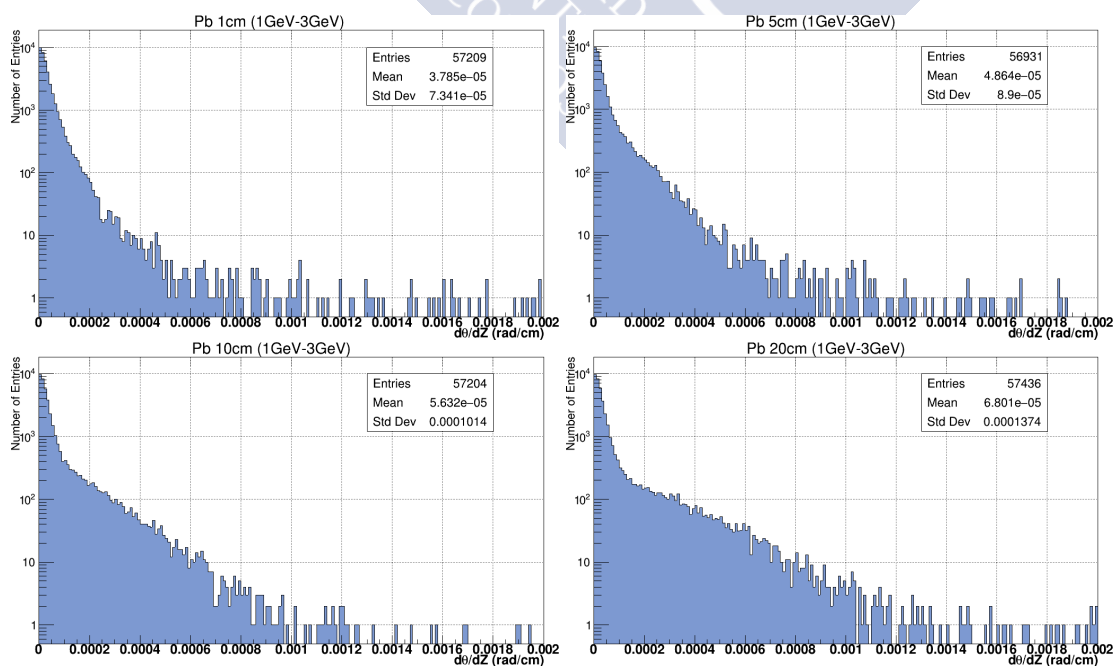 Pb 1cm (1GeV-3GeV)
Number of Entries
Entries 57209
Mean 3.785e−05
Std Dev 7.341e−05
10⁴
10³
10²
10
1
0 0.0002 0.0004 0.0006 0.0008 0.001 0.0012 0.0014 0.0016 0.0018 0.002
dθ/dZ (rad/cm)
Pb 5cm (1GeV-3GeV)
Number of Entries
Entries 56931
Mean 4.864e−05
Std Dev 8.9e−05
10⁴
10³
10²
10
1
0 0.0002 0.0004 0.0006 0.0008 0.001 0.0012 0.0014 0.0016 0.0018 0.002
dθ/dZ (rad/cm)
Pb 10cm (1GeV-3GeV)
Number of Entries
Entries 57204
Mean 5.632e−05
Std Dev 0.0001014
10⁴
10³
10²
10
1
0 0.0002 0.0004 0.0006 0.0008 0.001 0.0012 0.0014 0.0016 0.0018 0.002
dθ/dZ (rad/cm)
Pb 20cm (1GeV-3GeV)
Number of Entries
Entries 57436
Mean 6.801e−05
Std Dev 0.0001374
10⁴
10³
10²
10
1
0 0.0002 0.0004 0.0006 0.0008 0.001 0.0012 0.0014 0.0016 0.0018 0.002
dθ/dZ (rad/cm)